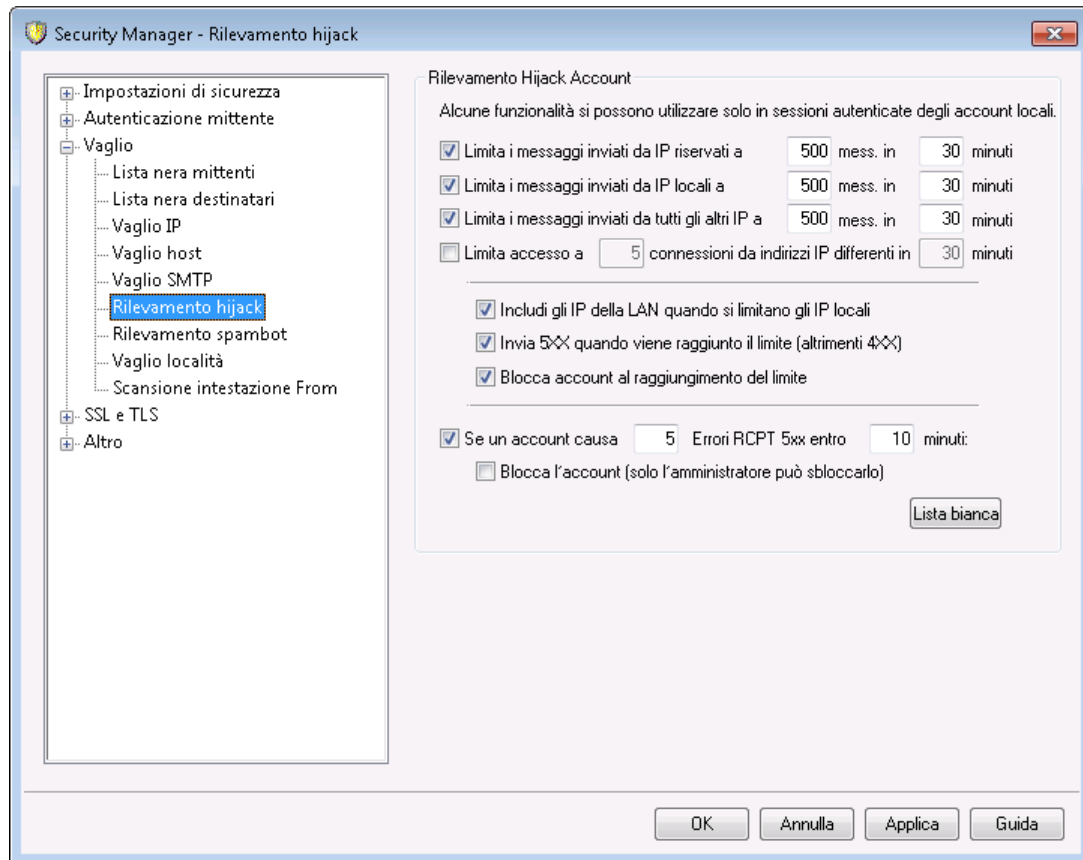 Security Manager - Rilevamento hijack
Impostazioni di sicurezza
Autenticazione mittente
Vaglio
Lista nera mittenti
Lista nera destinatari
Vaglio IP
Vaglio host
Vaglio SMTP
Rilevamento hijack
Rilevamento spambot
Vaglio località
Scansione intestazione From
SSL e TLS
Altro
Rilevamento Hijack Account
Alcune funzionalità si possono utilizzare solo in sessioni autenticate degli account locali.
Limita i messaggi inviati da IP riservati a 500 mess. in 30 minuti
Limita i messaggi inviati da IP locali a 500 mess. in 30 minuti
Limita i messaggi inviati da tutti gli altri IP a 500 mess. in 30 minuti
Limita accesso a 5 connessioni da indirizzi IP differenti in 30 minuti
Includi gli IP della LAN quando si limitano gli IP locali
Invia 5XX quando viene raggiunto il limite (altrimenti 4XX)
Blocca account al raggiungimento del limite
Se un account causa 5 Errori RCPT 5xx entro 10 minuti:
Blocca l´account (solo l´amministratore può sbloccarlo)
Lista bianca
OK Annulla Applica Guida